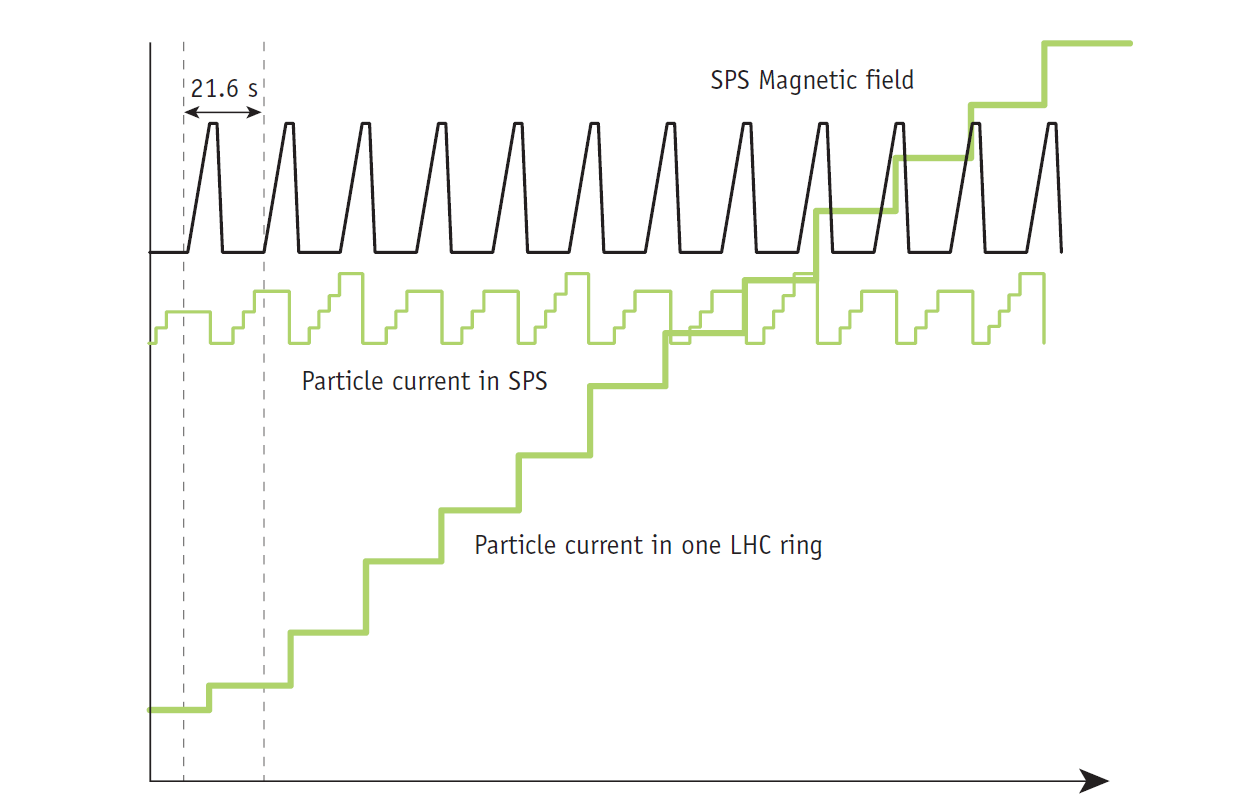 SPS Magnetic field
21.6 s
Particle current in SPS
Particle current in one LHC ring